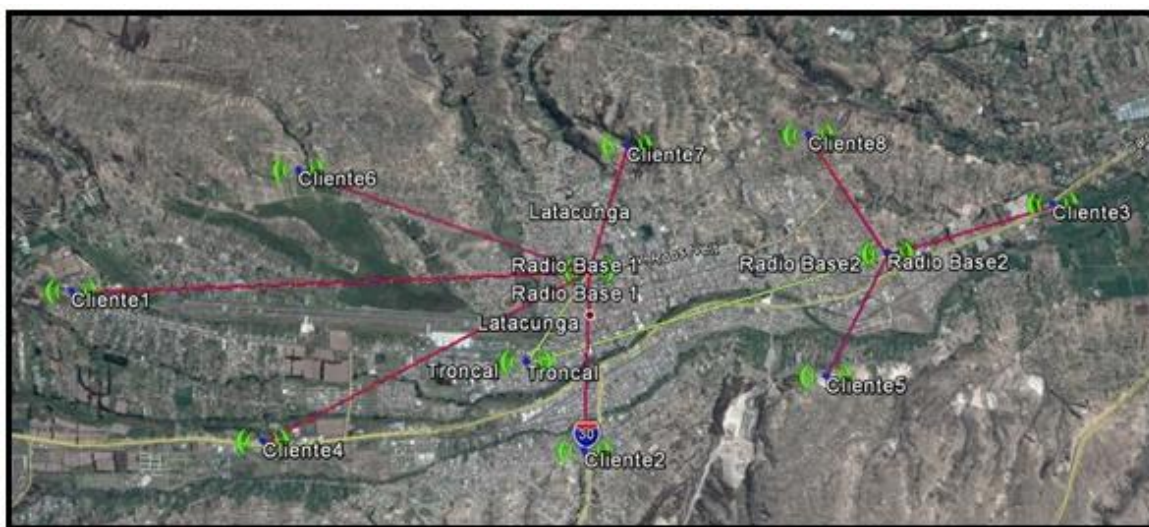 Cliente8
Cliente7
Cliente6
Cliente3
Latacunga
Radio Base 1
Radio Base2
Radio Base2
Cliente1
Radio Base 1
Latacunga
Troncal
Troncal
Cliente5
30
Cliente4
Cliente2